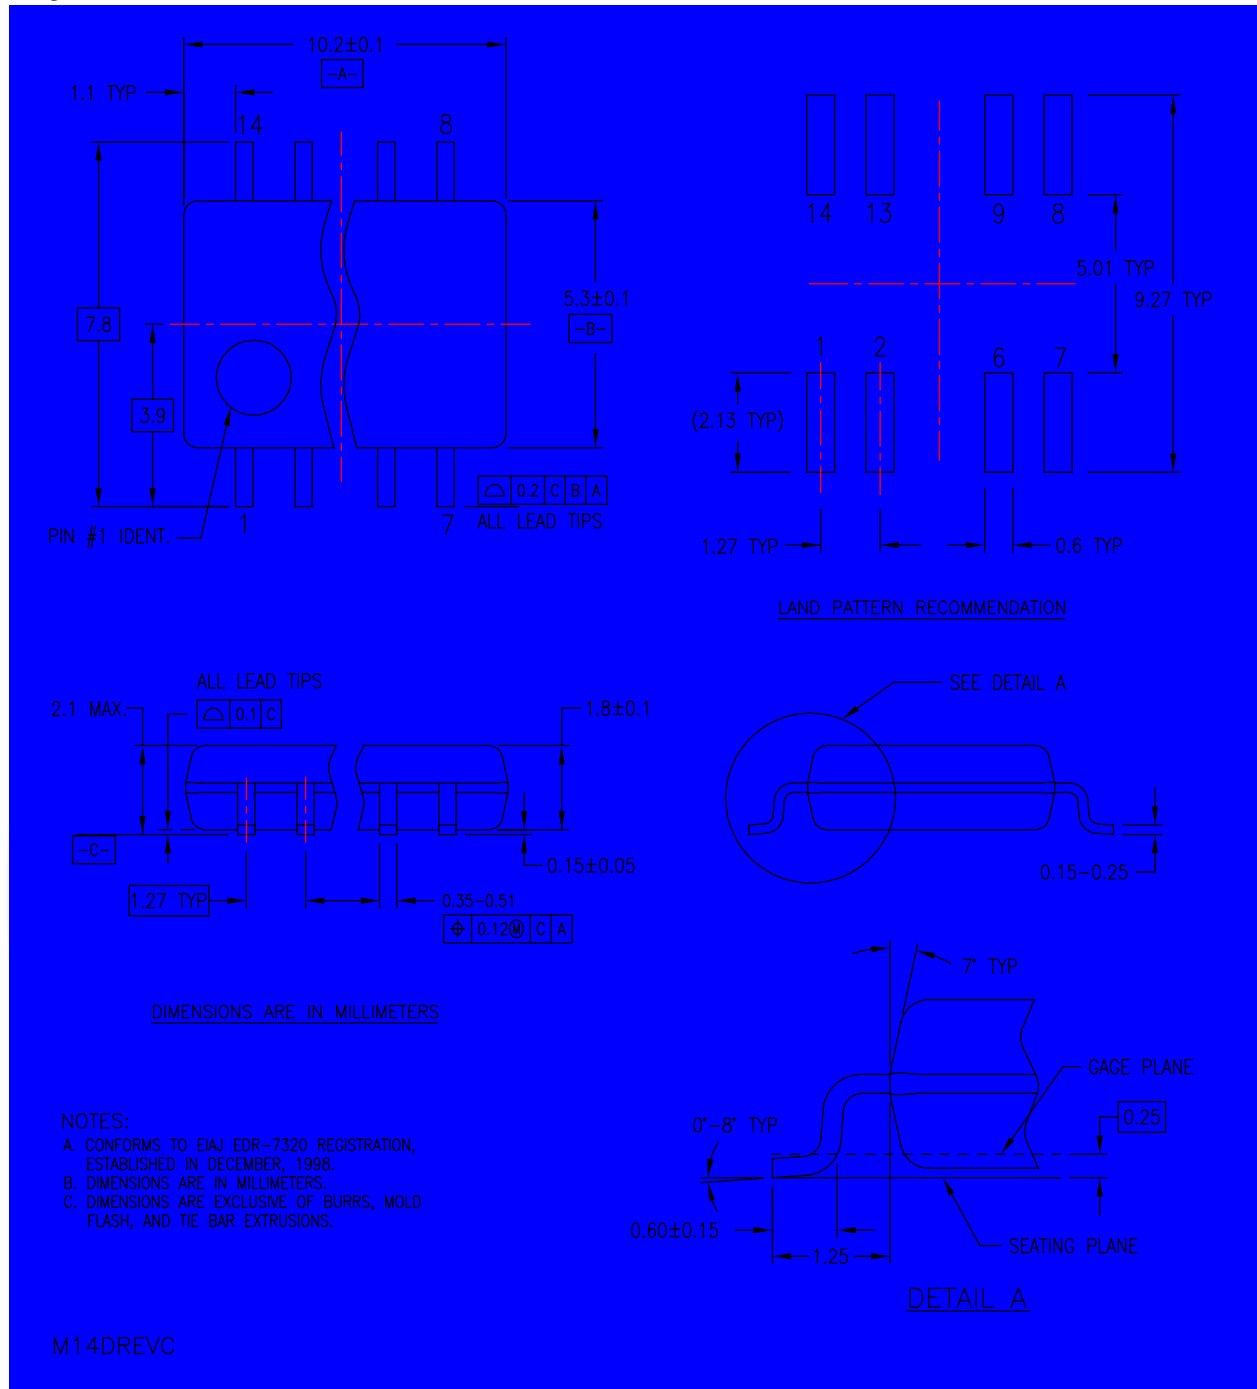 10.2±0.1
-A-
1.1 TYP
14
8
7.8
3.9
5.3±0.1
-B-
0.2 C B A
ALL LEAD TIPS
1
7
PIN #1 IDENT.
14
13
9
8
5.01 TYP
9.27 TYP
1
2
6
7
(2.13 TYP)
1.27 TYP
0.6 TYP
LAND PATTERN RECOMMENDATION
ALL LEAD TIPS
2.1 MAX.
0.1 C
1.8±0.1
-C-
0.15±0.05
1.27 TYP
0.35-0.51
⌖ 0.12Ⓜ C A
SEE DETAIL A
0.15-0.25
DIMENSIONS ARE IN MILLIMETERS
7° TYP
GAGE PLANE
0.25
0°-8° TYP
0.60±0.15
1.25
SEATING PLANE
DETAIL A
NOTES:
A. CONFORMS TO EIAJ EDR-7320 REGISTRATION,
ESTABLISHED IN DECEMBER, 1998.
B. DIMENSIONS ARE IN MILLIMETERS.
C. DIMENSIONS ARE EXCLUSIVE OF BURRS, MOLD
FLASH, AND TIE BAR EXTRUSIONS.
M14DREVC